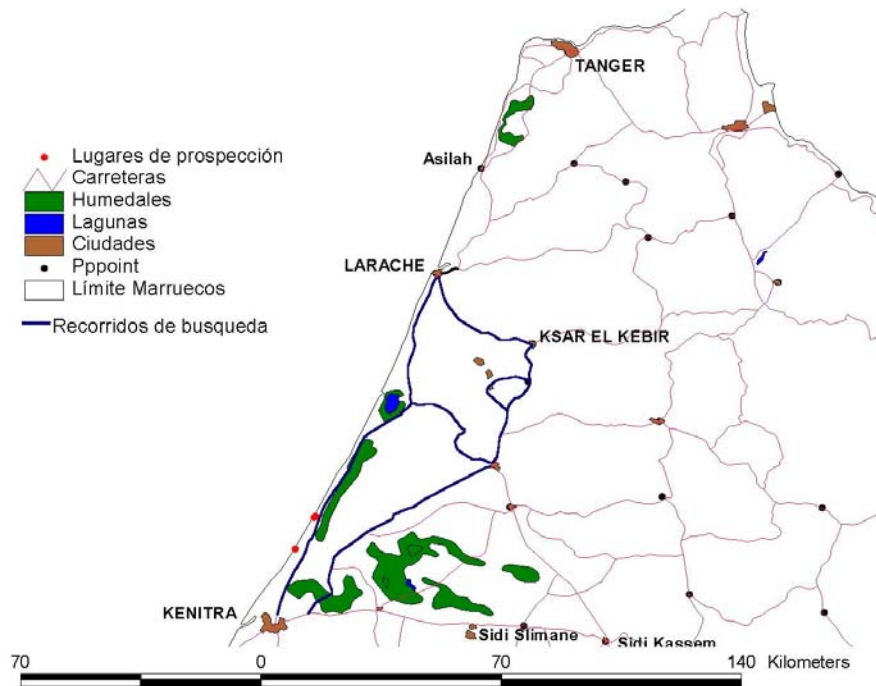 TANGER
Asilah
Lugares de prospección
Carreteras
Humedales
Lagunas
Ciudades
Pppoint
Límite Marruecos
Recorridos de busqueda
LARACHE
KSAR EL KEBIR
KENITRA
Sidi Slimane
Sidi Kassem
70 0 70 140 Kilometers